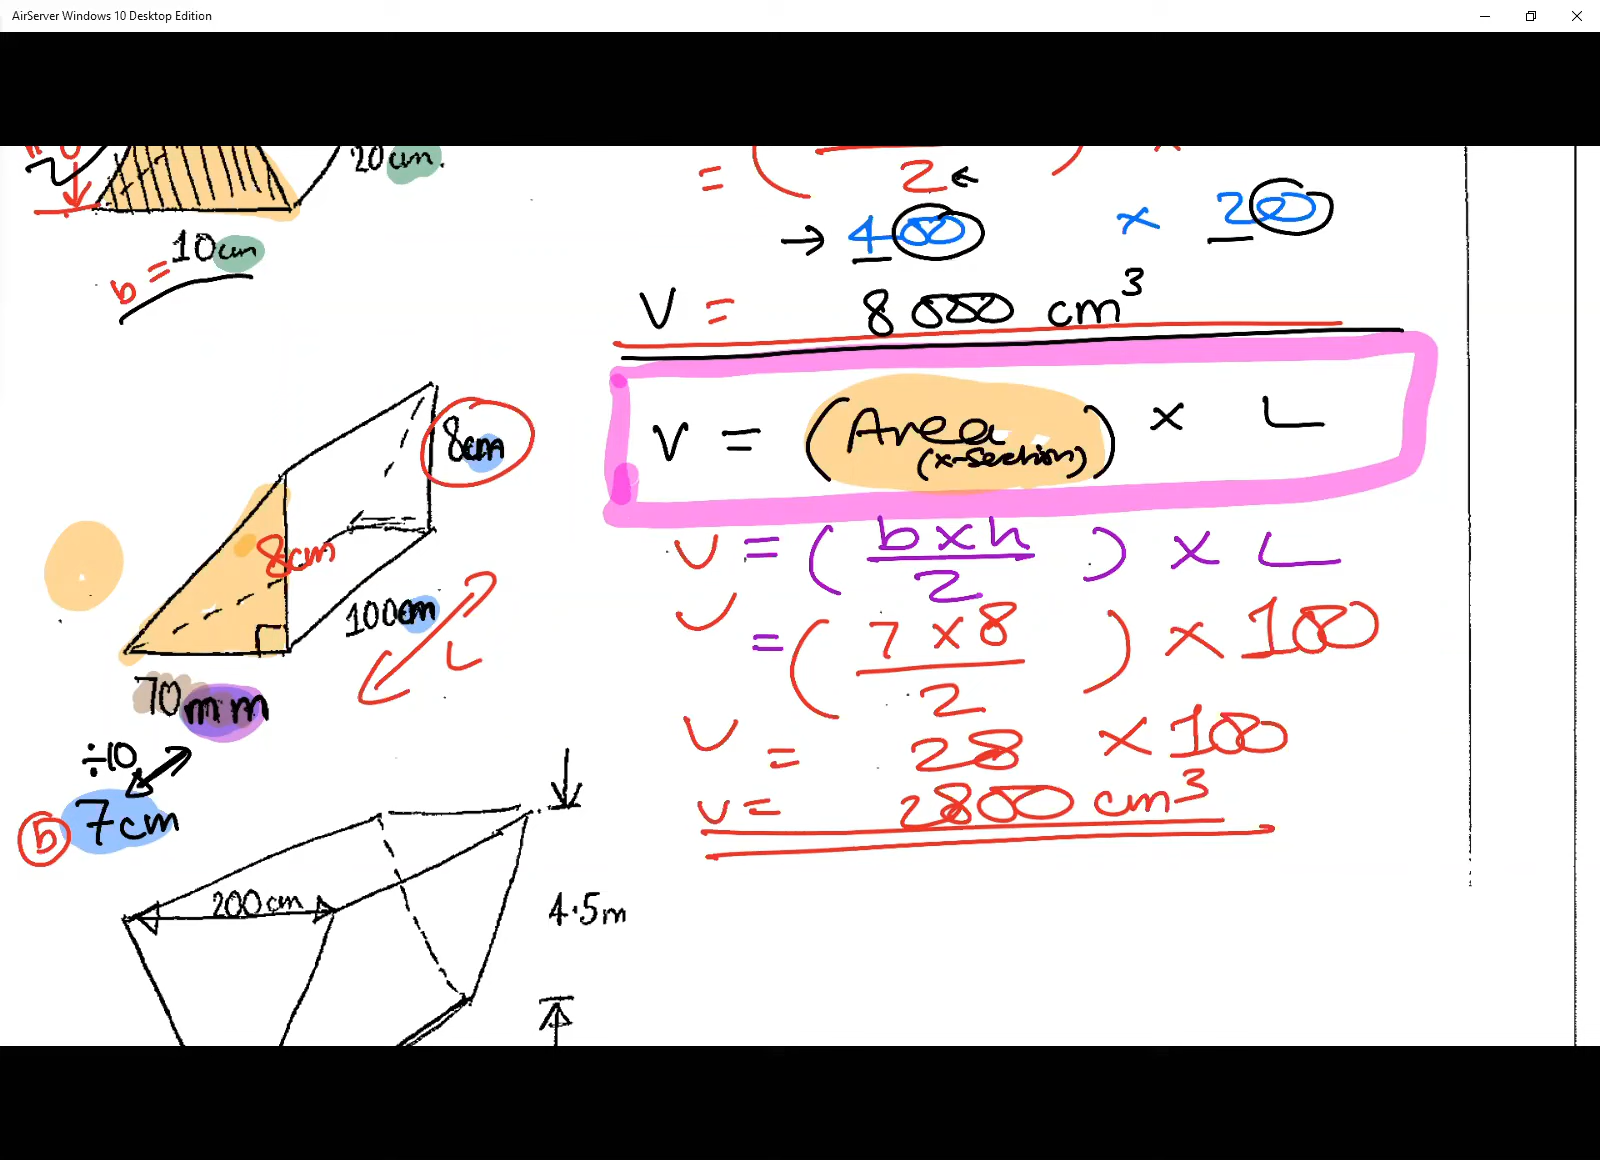 AirServer Windows 10 Desktop Edition
20cm.
10cm
b =
= ( 2 ) ×
→ 400 × 200
V = 8000 cm³
V = (Area (x-section)) × L
8cm
8cm
100cm
L
70mm
÷10
7cm
V = (b×h / 2) × L
V = (7 × 8 / 2) × 100
V = 28 × 100
V = 2800 cm³
5
200cm
4.5m